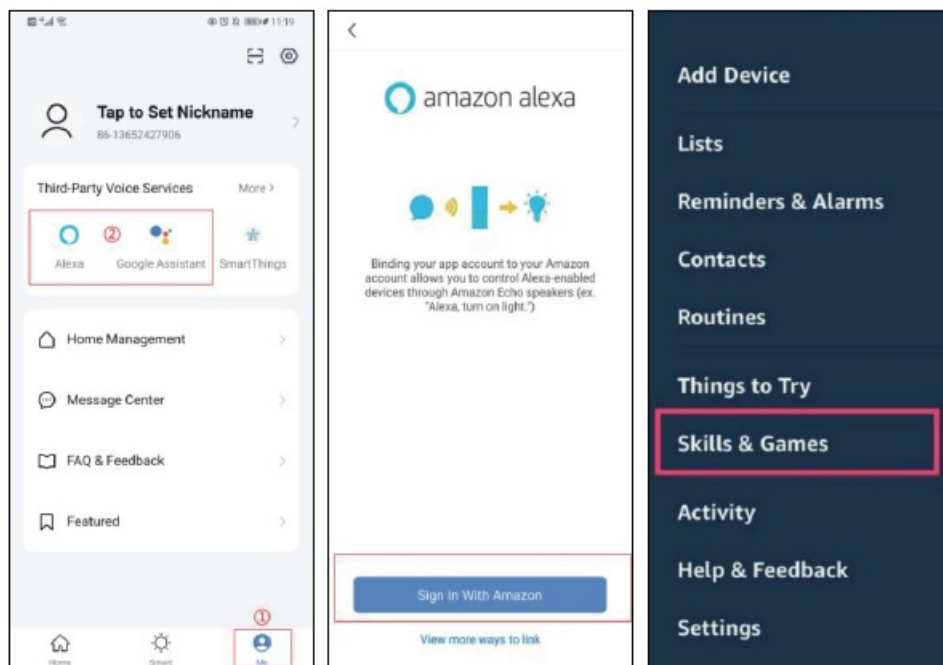 11:19
Tap to Set Nickname
86-13652427906
Third-Party Voice Services More >
②
Alexa Google Assistant SmartThings
Home Management
Message Center
FAQ & Feedback
Featured
①
Home Smart Me
amazon alexa
Binding your app account to your Amazon
account allows you to control Alexa-enabled
devices through Amazon Echo speakers (ex.
"Alexa, turn on light.")
Sign In With Amazon
View more ways to link
Add Device
Lists
Reminders & Alarms
Contacts
Routines
Things to Try
Skills & Games
Activity
Help & Feedback
Settings